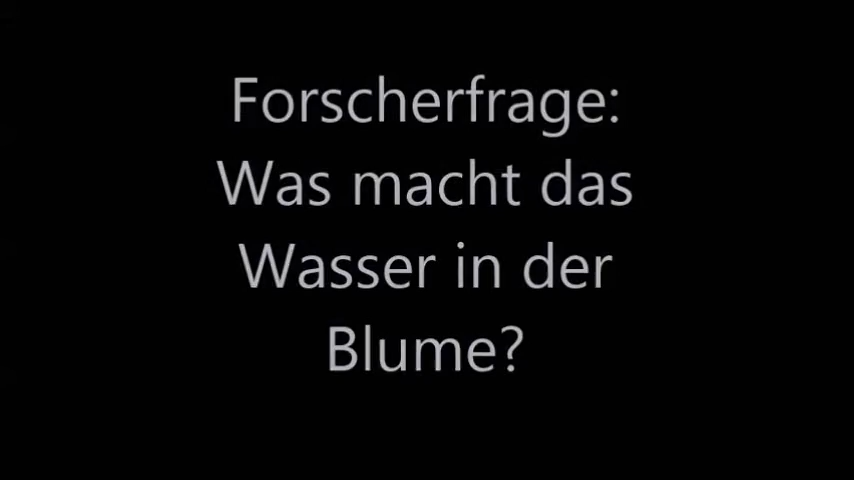 Forscherfrage:
Was macht das
Wasser in der
Blume?